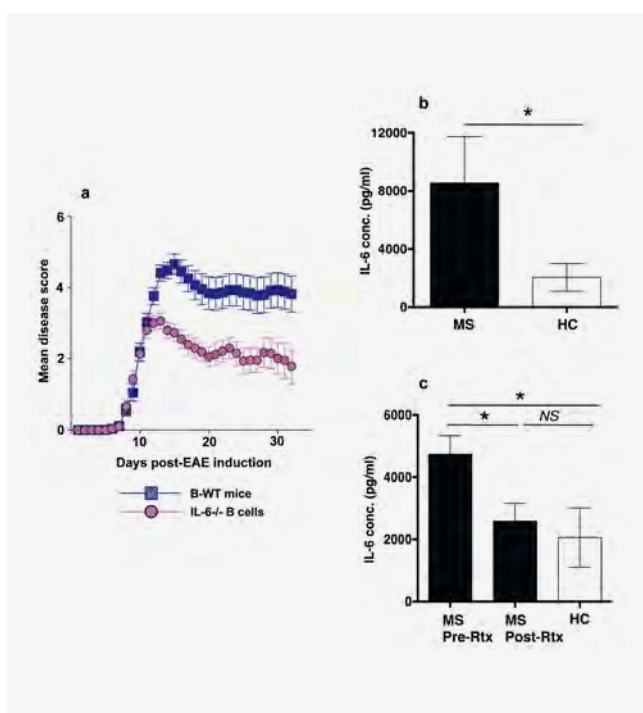 a
6
4
2
0
Mean disease score
10
20
30
Days post-EAE induction
B-WT mice
IL-6-/- B cells
b
*
12000
8000
4000
0
IL-6 conc. (pg/ml)
MS
HC
c
*
*
NS
6000
4000
2000
0
IL-6 conc. (pg/ml)
MS
Pre-Rtx
MS
Post-Rtx
HC